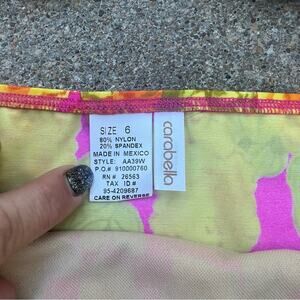 SIZE 6
80% NYLON
20% SPANDEX
MADE IN MEXICO
STYLE: AA39W
P.O.# 910000760
RN # 26563
TAX ID #
95-4209687
CARE ON REVERSE
carabella